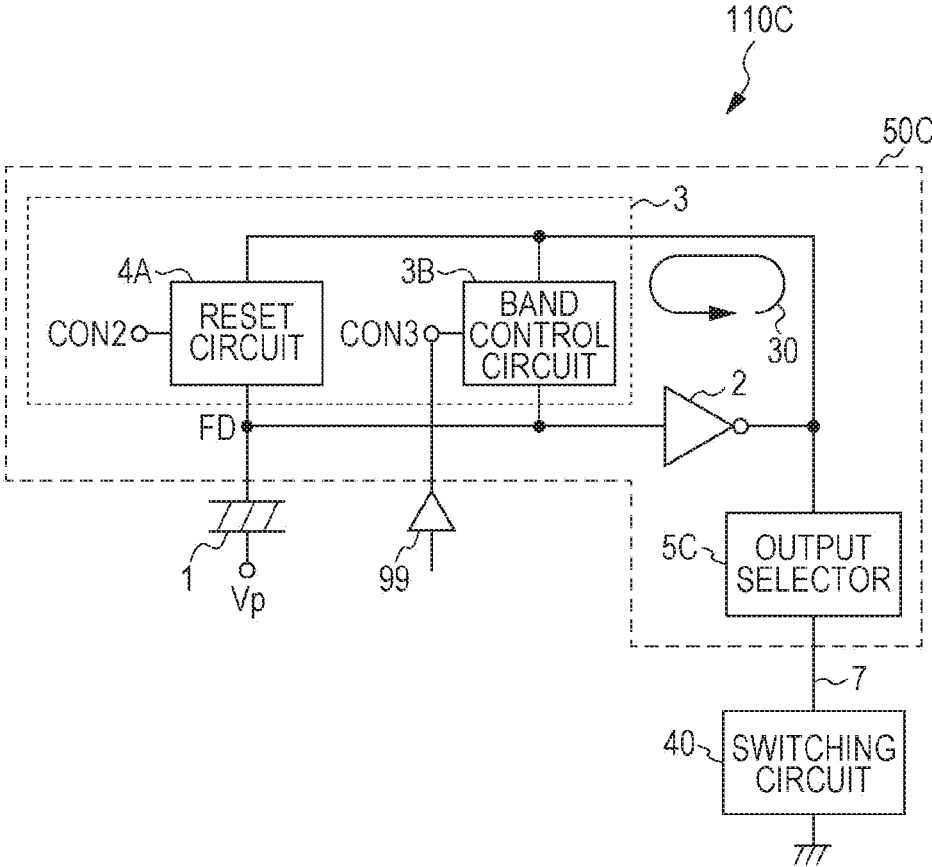 110C
50C
3
4A
RESET
CIRCUIT
CON2
3B
BAND
CONTROL
CIRCUIT
CON3
30
2
FD
1
Vp
99
5C
OUTPUT
SELECTOR
7
40
SWITCHING
CIRCUIT